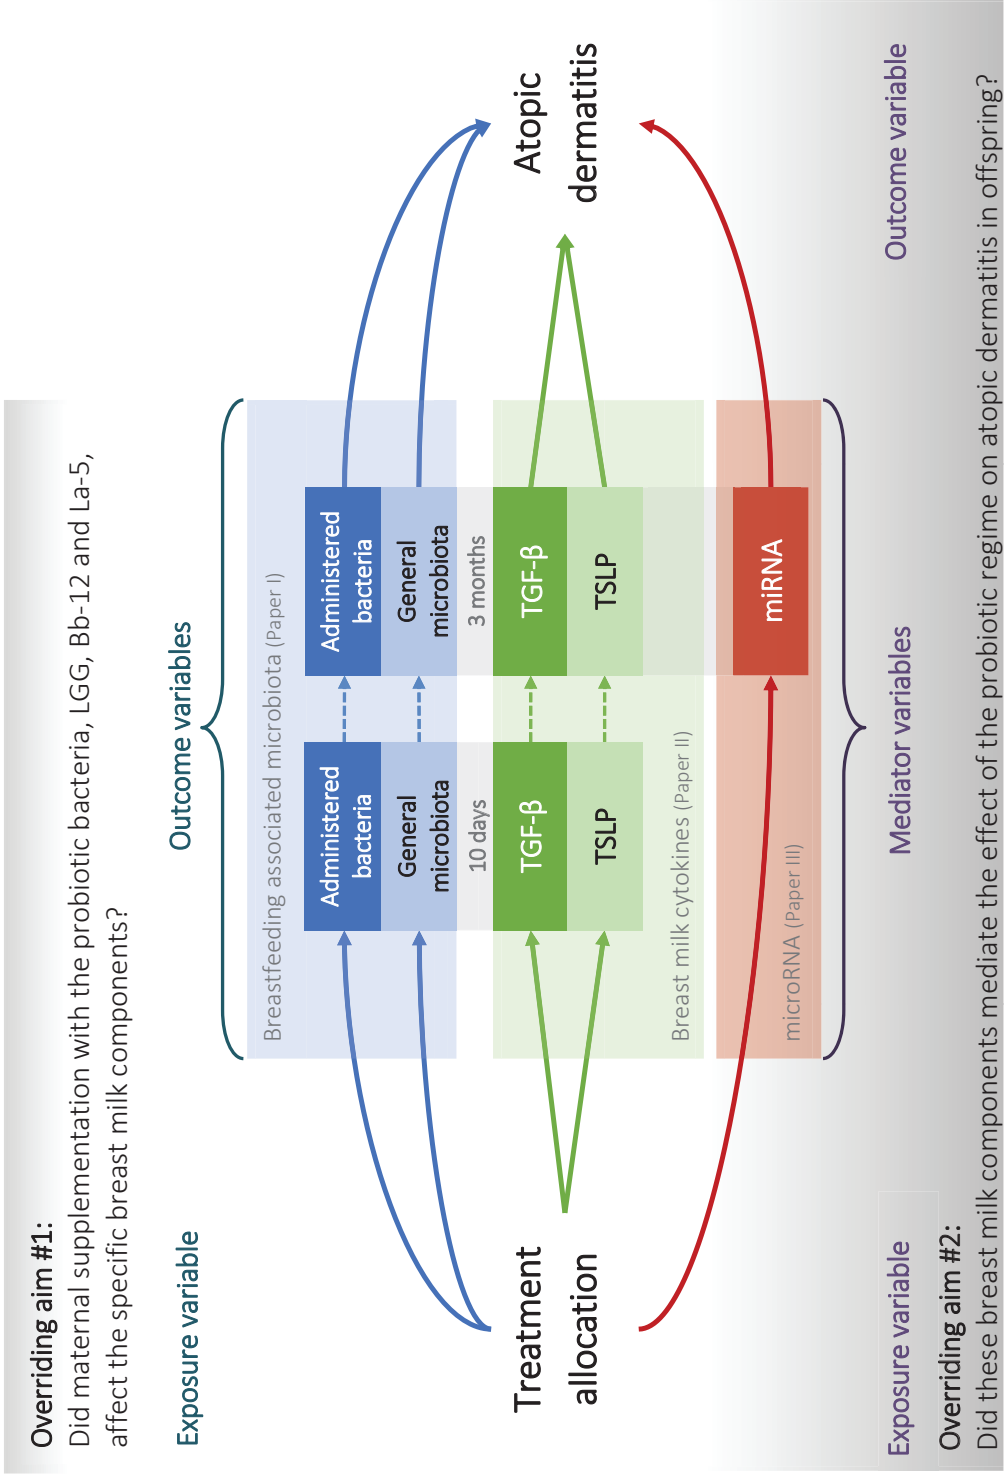 Overriding aim #1:
Did maternal supplementation with the probiotic bacteria, LGG, Bb-12 and La-5,
affect the specific breast milk components?
Exposure variable
Outcome variables
Breastfeeding associated microbiota (Paper I)
Administered
bacteria
General
microbiota
10 days
TGF-β
TSLP
Administered
bacteria
General
microbiota
3 months
TGF-β
TSLP
Breast milk cytokines (Paper II)
microRNA (Paper III)
miRNA
Treatment
allocation
Atopic
dermatitis
Exposure variable
Mediator variables
Outcome variable
Overriding aim #2:
Did these breast milk components mediate the effect of the probiotic regime on atopic dermatitis in offspring?